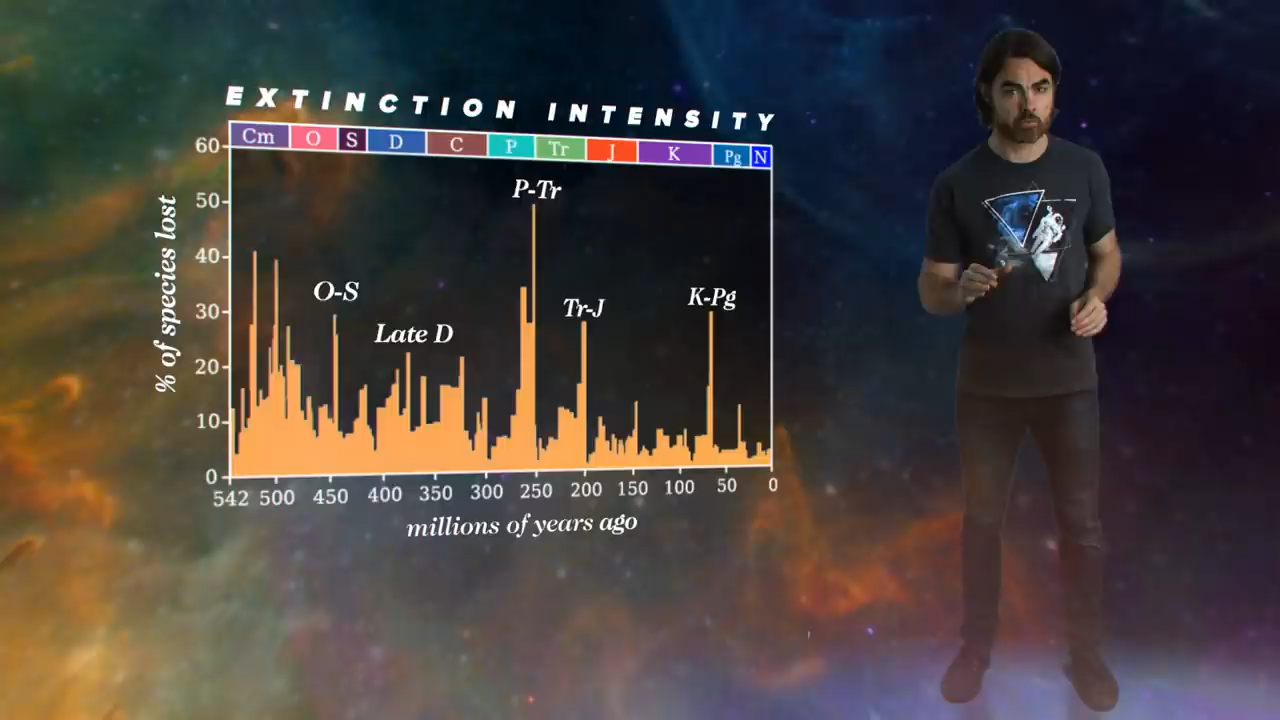 EXTINCTION INTENSITY
Cm O S D C P Tr J K Pg N
60
50
40
30
20
10
0
% of species lost
P-Tr
O-S
Late D
Tr-J
K-Pg
542 500 450 400 350 300 250 200 150 100 50 0
millions of years ago